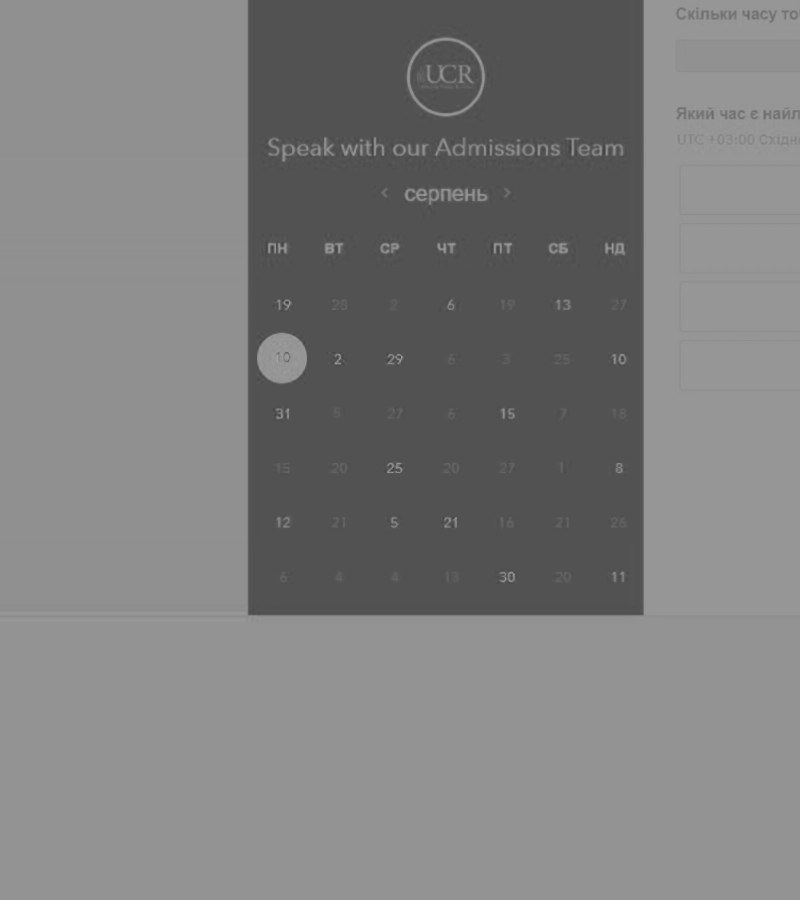 Скільки часу то
UCR
Speak with our Admissions Team
Який час є найл
UTC +03:00 Східн
< серпень >
ПН ВТ СР ЧТ ПТ СБ НД
19 28 2 6 19 13 27
10 2 29 6 3 25 10
31 5 27 6 15 7 18
15 20 25 20 27 1 8
12 21 5 21 16 21 26
6 4 4 13 30 20 11